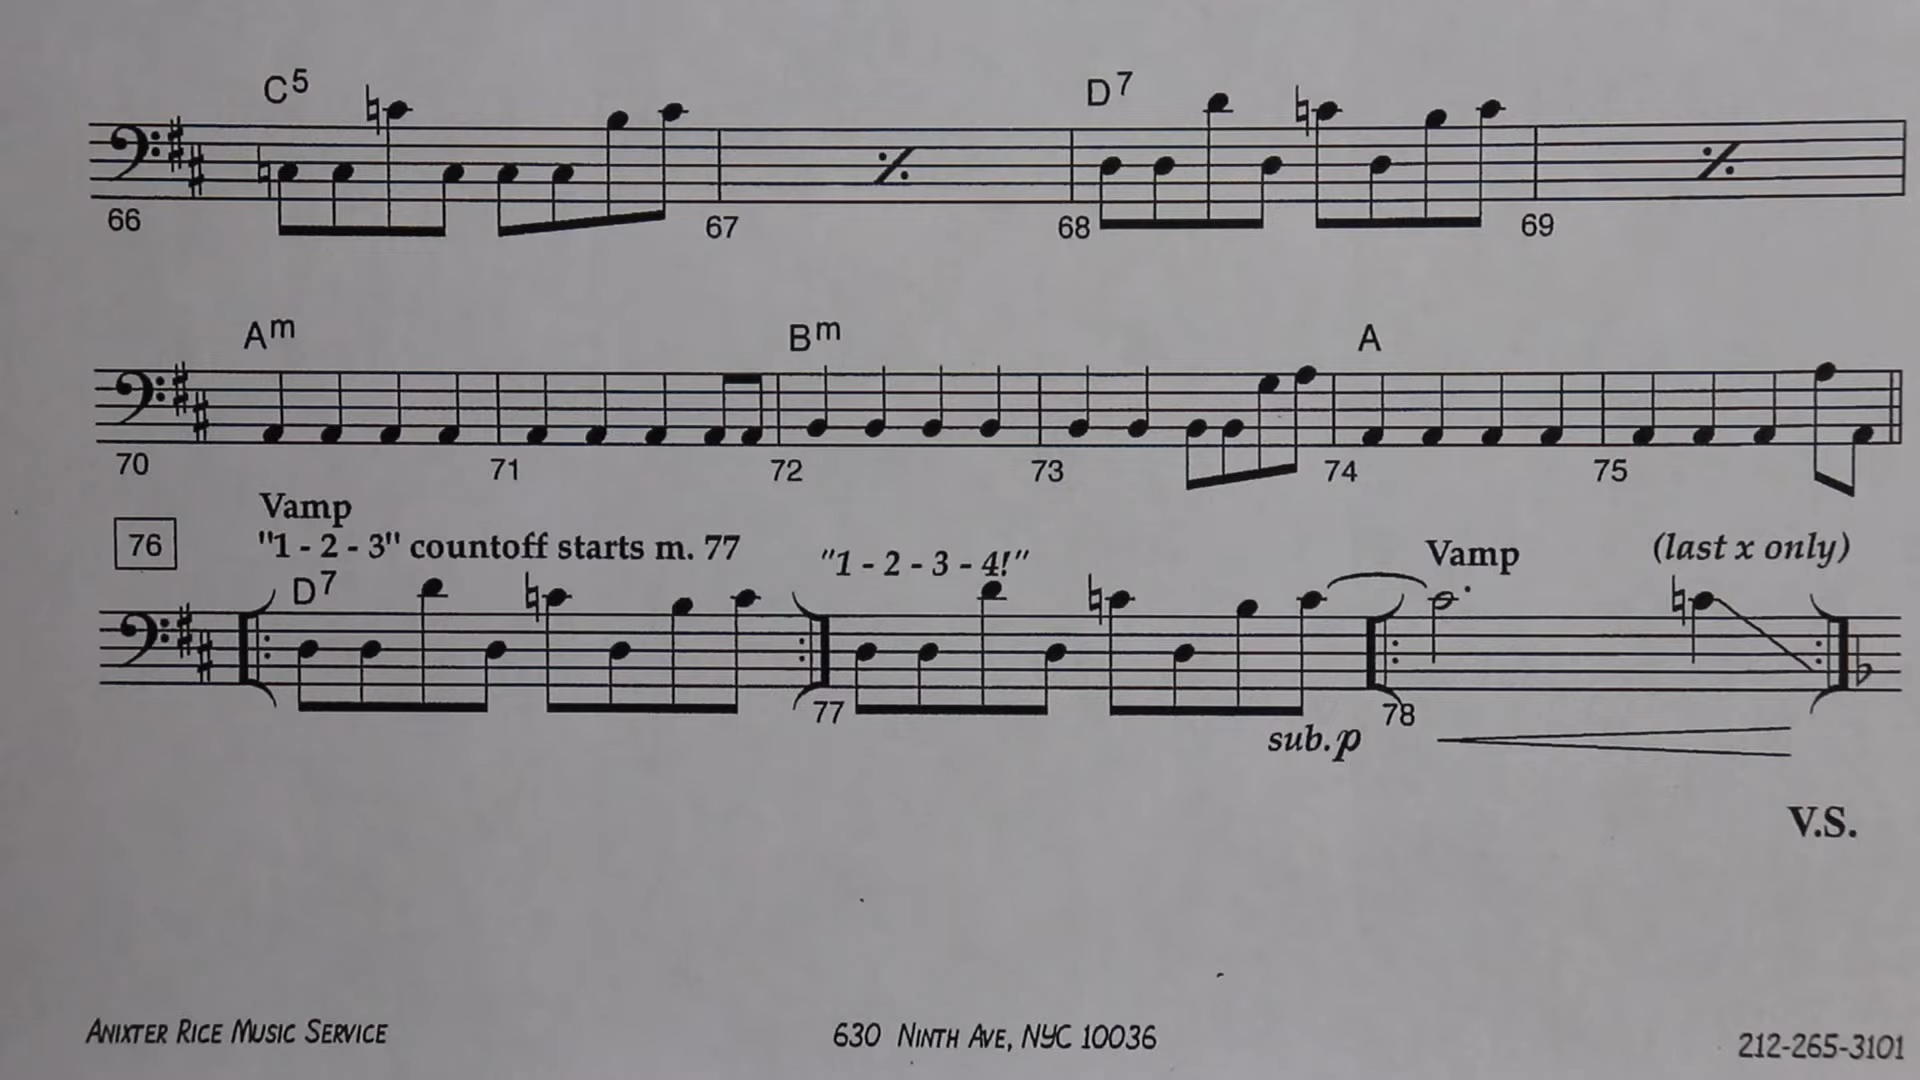 C5 D7
66 67 68 69
Am Bm A
70 71 72 73 74 75
Vamp
76 "1 - 2 - 3" countoff starts m. 77 "1 - 2 - 3 - 4!" Vamp (last x only)
D7
77 78
sub. p
V.S.
ANIXTER RICE MUSIC SERVICE 630 NINTH AVE, NYC 10036 212-265-3101